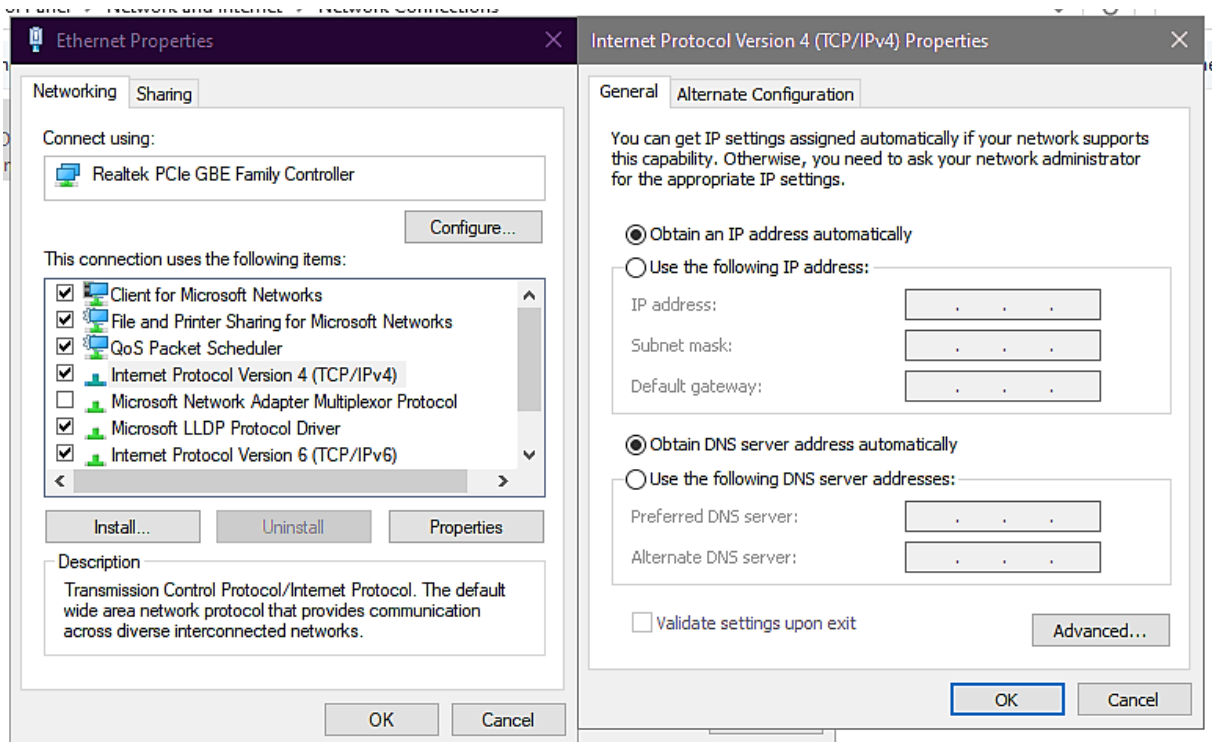 Network and Internet
Network Connections
Ethernet Properties
Networking
Sharing
Connect using:
Realtek PCIe GBE Family Controller
Configure...
This connection uses the following items:
Client for Microsoft Networks
File and Printer Sharing for Microsoft Networks
QoS Packet Scheduler
Internet Protocol Version 4 (TCP/IPv4)
Microsoft Network Adapter Multiplexor Protocol
Microsoft LLDP Protocol Driver
Internet Protocol Version 6 (TCP/IPv6)
Install...
Uninstall
Properties
Description
Transmission Control Protocol/Internet Protocol. The default
wide area network protocol that provides communication
across diverse interconnected networks.
OK
Cancel
Internet Protocol Version 4 (TCP/IPv4) Properties
General
Alternate Configuration
You can get IP settings assigned automatically if your network supports
this capability. Otherwise, you need to ask your network administrator
for the appropriate IP settings.
Obtain an IP address automatically
Use the following IP address:
IP address:
Subnet mask:
Default gateway:
Obtain DNS server address automatically
Use the following DNS server addresses:
Preferred DNS server:
Alternate DNS server:
Validate settings upon exit
Advanced...
OK
Cancel